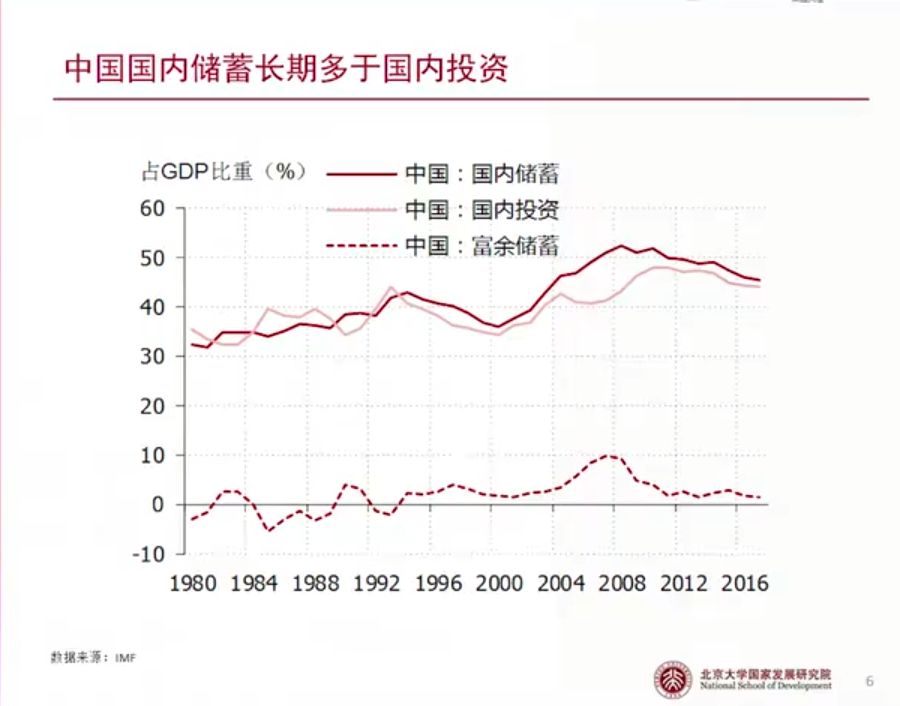 中国国内储蓄长期多于国内投资
占GDP比重（%）
中国：国内储蓄
中国：国内投资
中国：富余储蓄
60
50
40
30
20
10
0
-10
1980 1984 1988 1992 1996 2000 2004 2008 2012 2016
数据来源：IMF
北京大学国家发展研究院
National School of Development
6